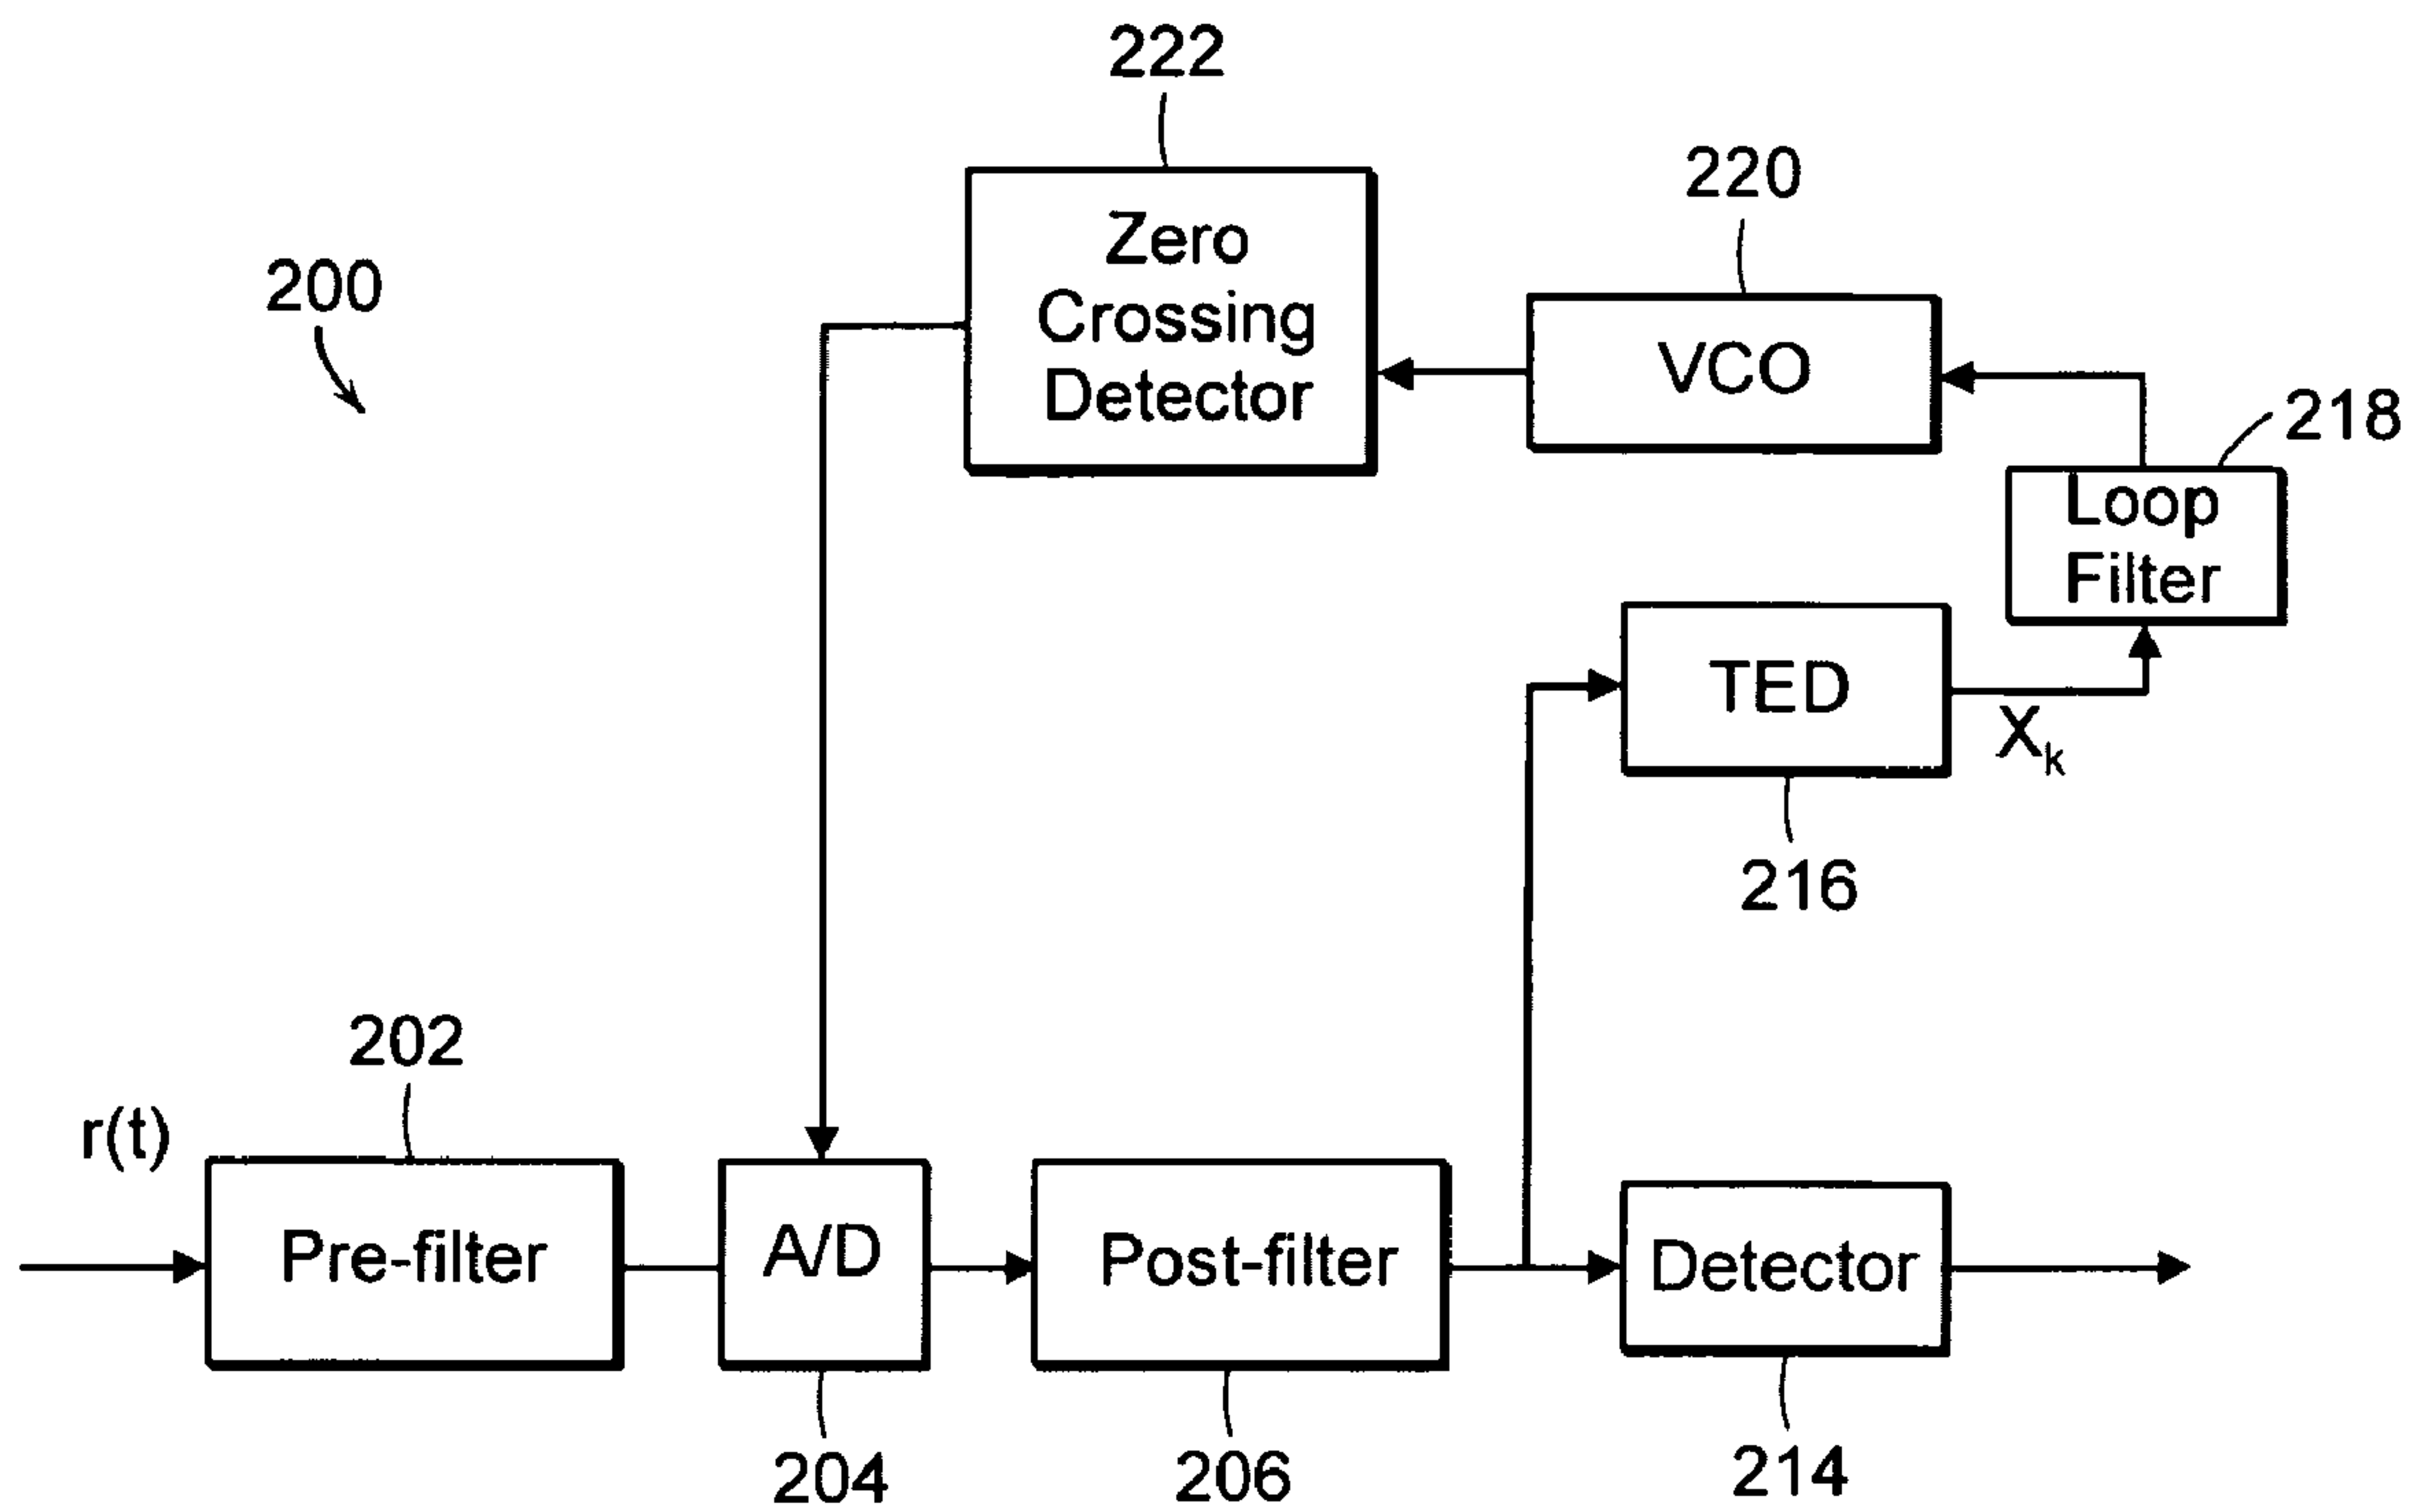 222
220
200
Zero
Crossing
Detector
VCO
218
Loop
Filter
TED
Xk
216
202
r(t)
Pre-filter
A/D
Post-filter
Detector
204
206
214